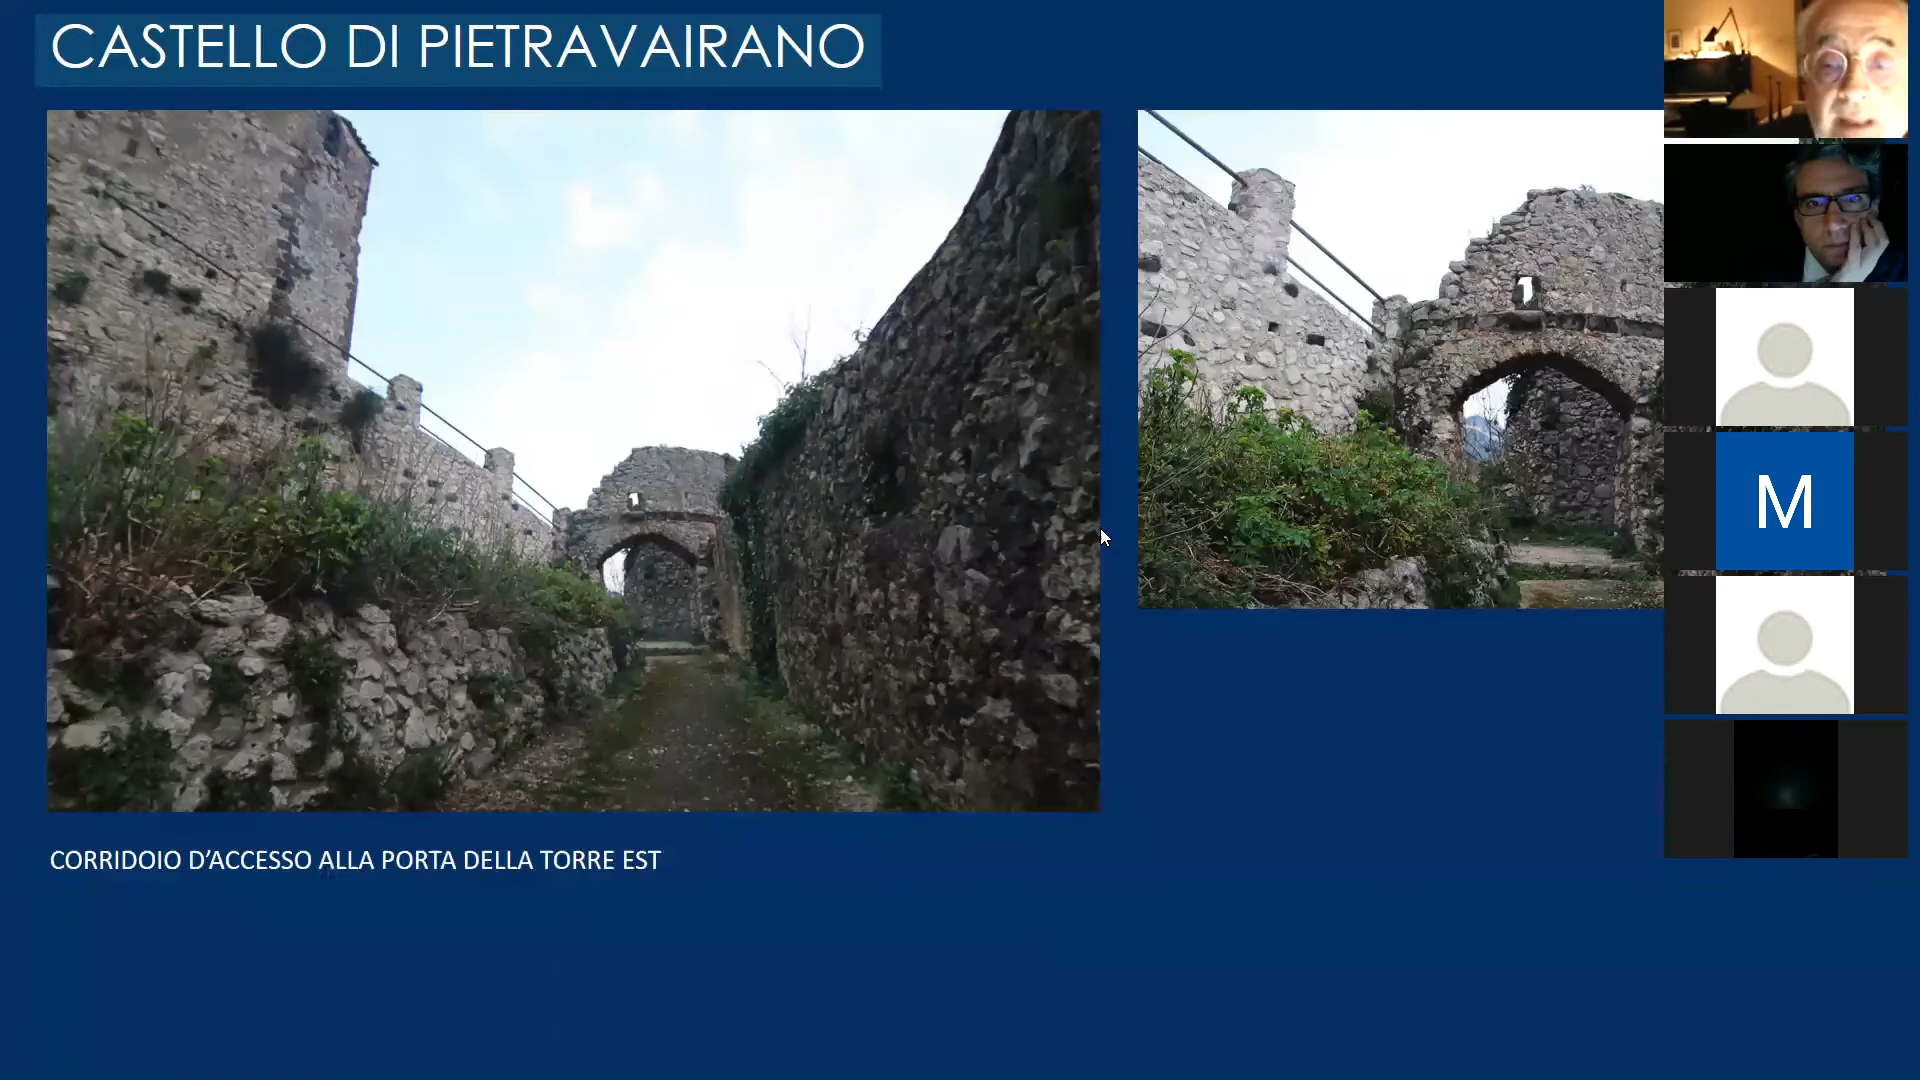 CASTELLO DI PIETRAVAIRANO
M
CORRIDOIO D’ACCESSO ALLA PORTA DELLA TORRE EST